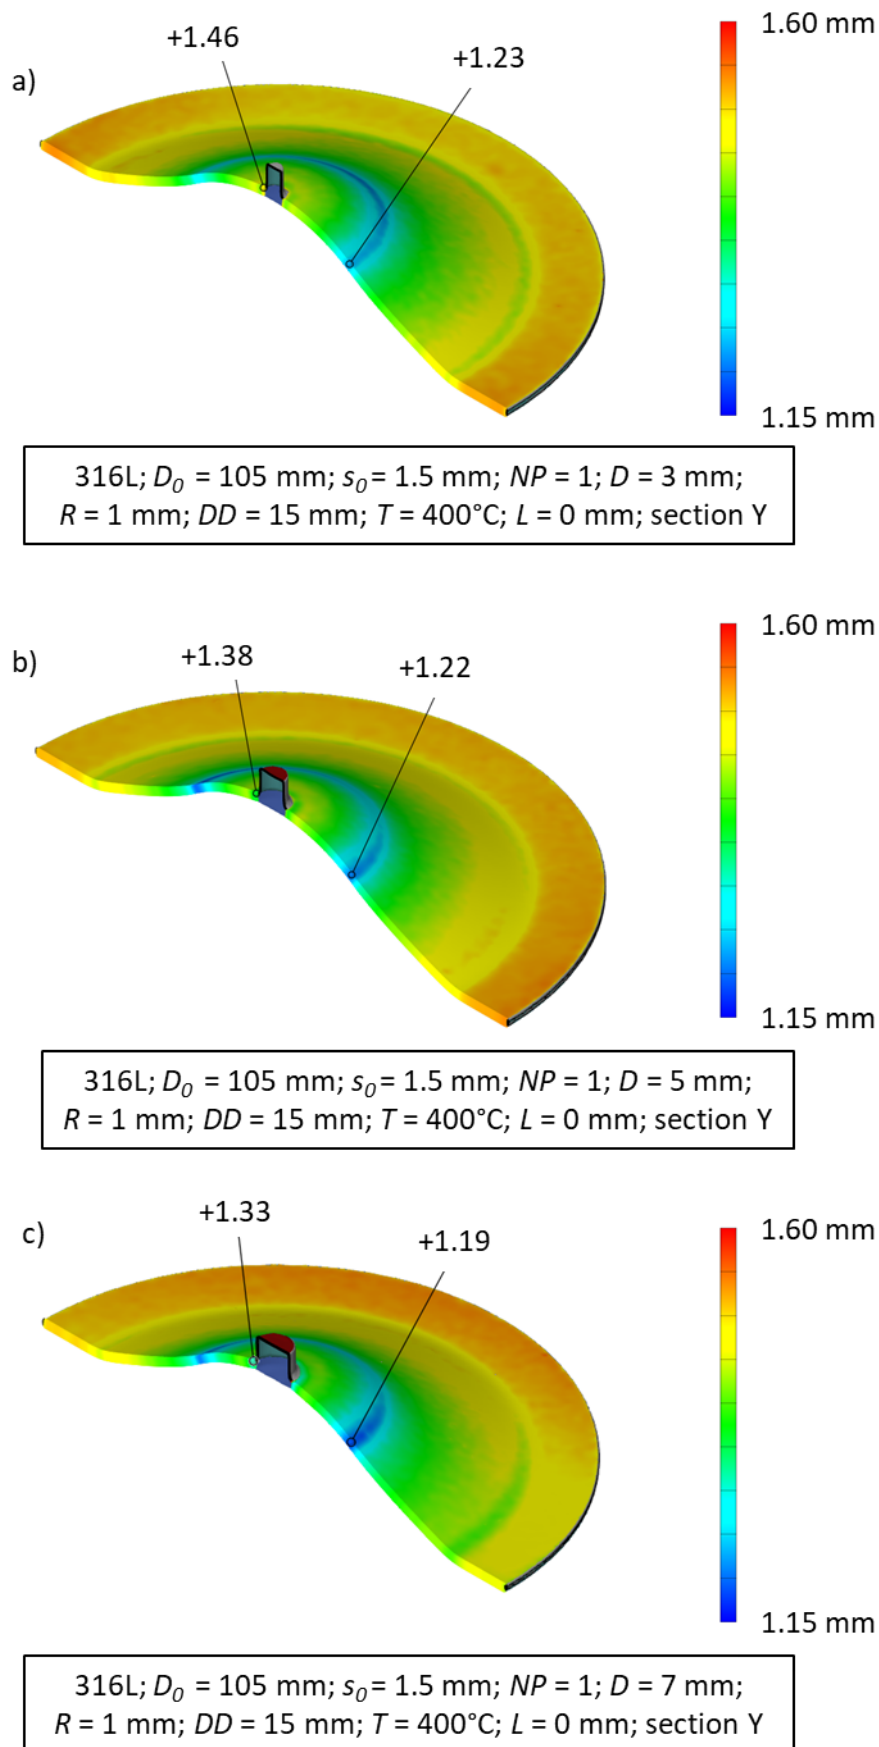 +1.46
1.60 mm
+1.23
a)
1.15 mm
316L; D₀ = 105 mm; s₀ = 1.5 mm; NP = 1; D = 3 mm;
R = 1 mm; DD = 15 mm; T = 400°C; L = 0 mm; section Y
1.60 mm
b)
+1.38
+1.22
1.15 mm
316L; D₀ = 105 mm; s₀ = 1.5 mm; NP = 1; D = 5 mm;
R = 1 mm; DD = 15 mm; T = 400°C; L = 0 mm; section Y
+1.33
c)
+1.19
1.60 mm
1.15 mm
316L; D₀ = 105 mm; s₀ = 1.5 mm; NP = 1; D = 7 mm;
R = 1 mm; DD = 15 mm; T = 400°C; L = 0 mm; section Y